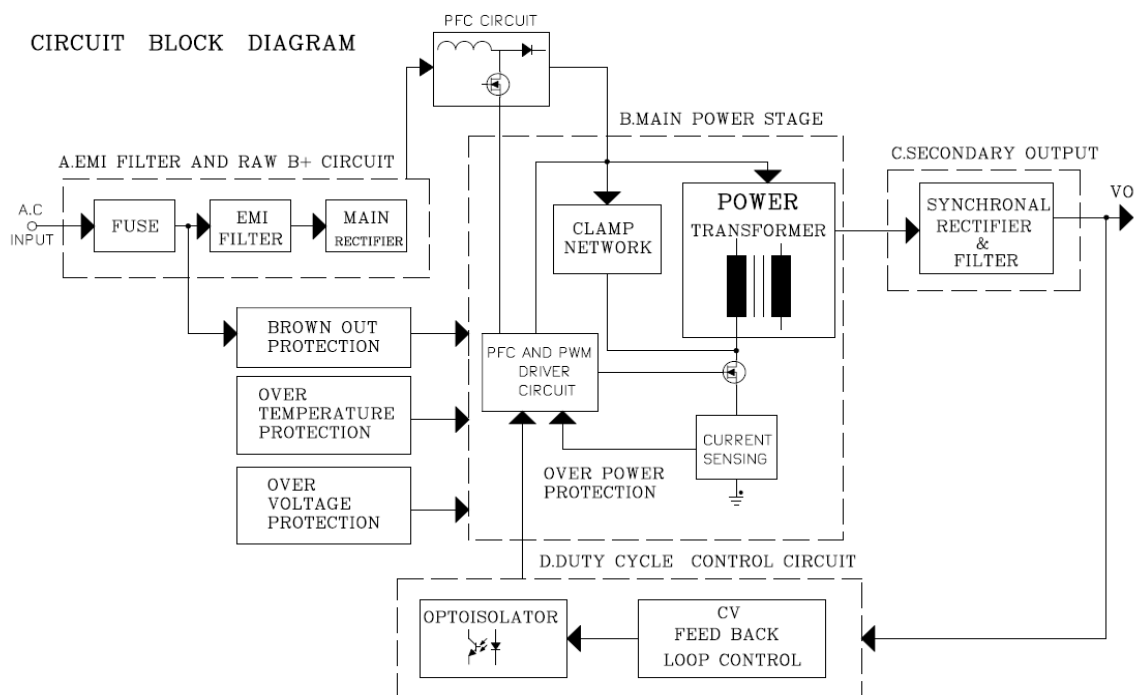 CIRCUIT BLOCK DIAGRAM
PFC CIRCUIT
B.MAIN POWER STAGE
A.EMI FILTER AND RAW B+ CIRCUIT
C.SECONDARY OUTPUT
A.C
INPUT
FUSE
EMI
FILTER
MAIN
RECTIFIER
CLAMP
NETWORK
POWER
TRANSFORMER
SYNCHRONAL
RECTIFIER
&
FILTER
VO
BROWN OUT
PROTECTION
PFC AND PWM
DRIVER
CIRCUIT
OVER
TEMPERATURE
PROTECTION
CURRENT
SENSING
OVER POWER
PROTECTION
OVER
VOLTAGE
PROTECTION
D.DUTY CYCLE CONTROL CIRCUIT
OPTOISOLATOR
CV
FEED BACK
LOOP CONTROL